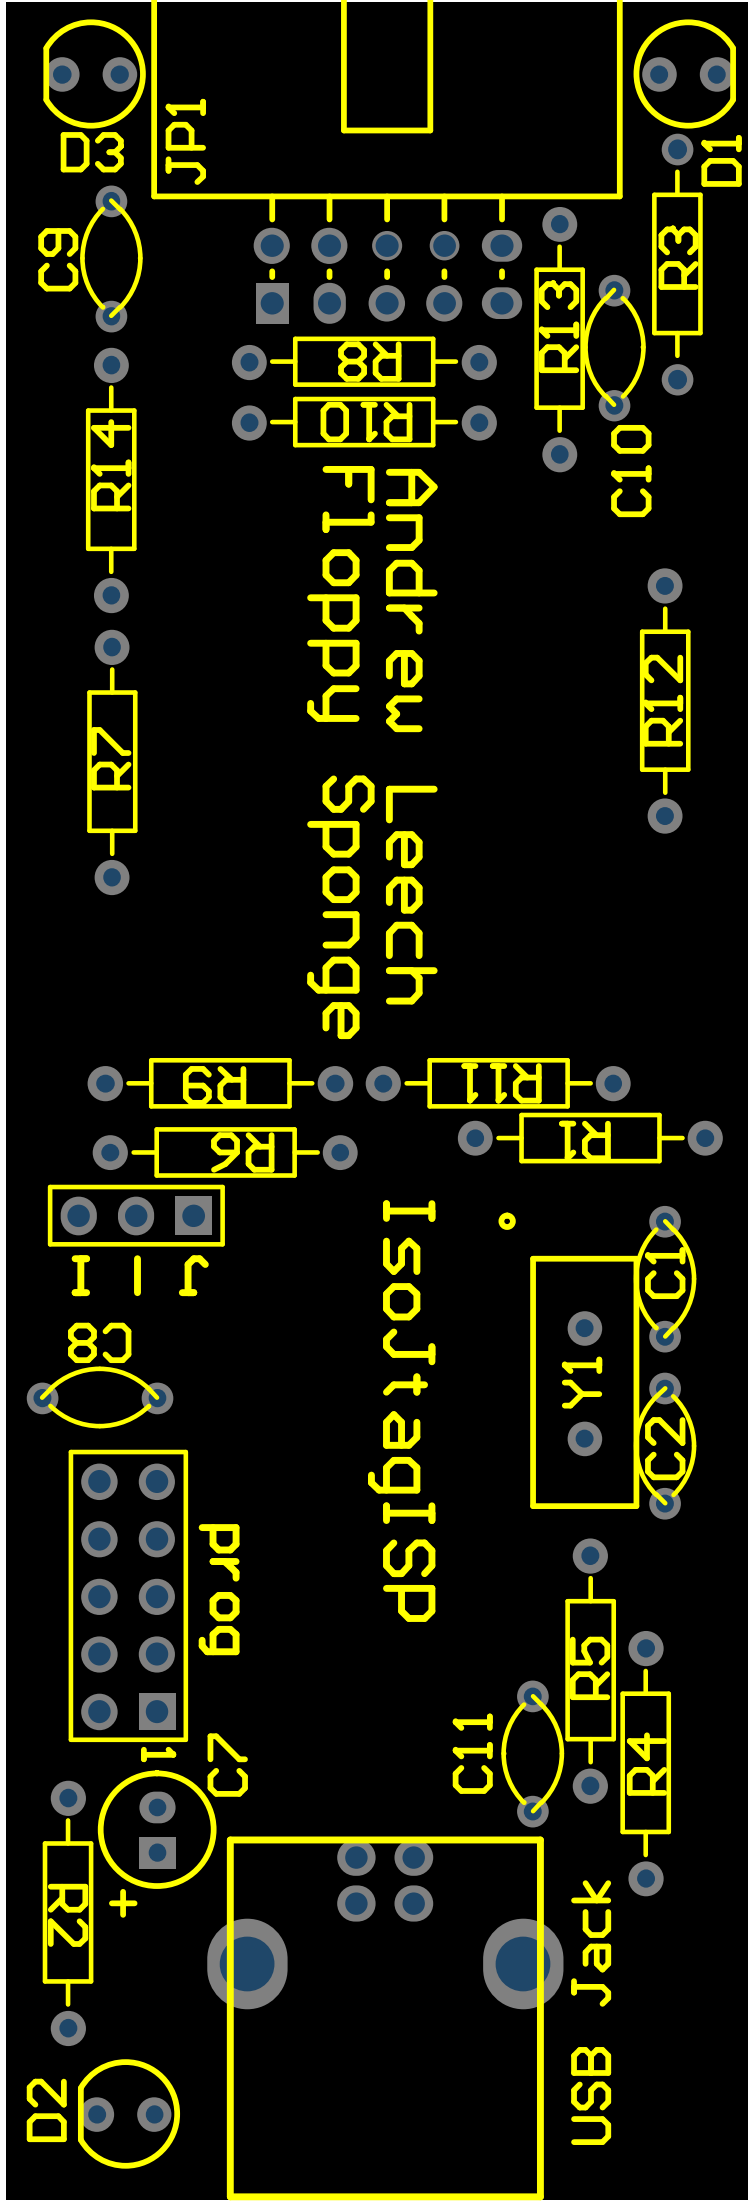 D3
JP1
D1
C9
R3
R13
R8
R10
C10
R14
Andrew Leech
Floppy Sponge
R12
R7
R9
R11
R6
R1
I | J
IsoJtagISP
C1
C8
Y1
C2
prog
R5
C11
R4
1
C7
R2
+
USB Jack
D2